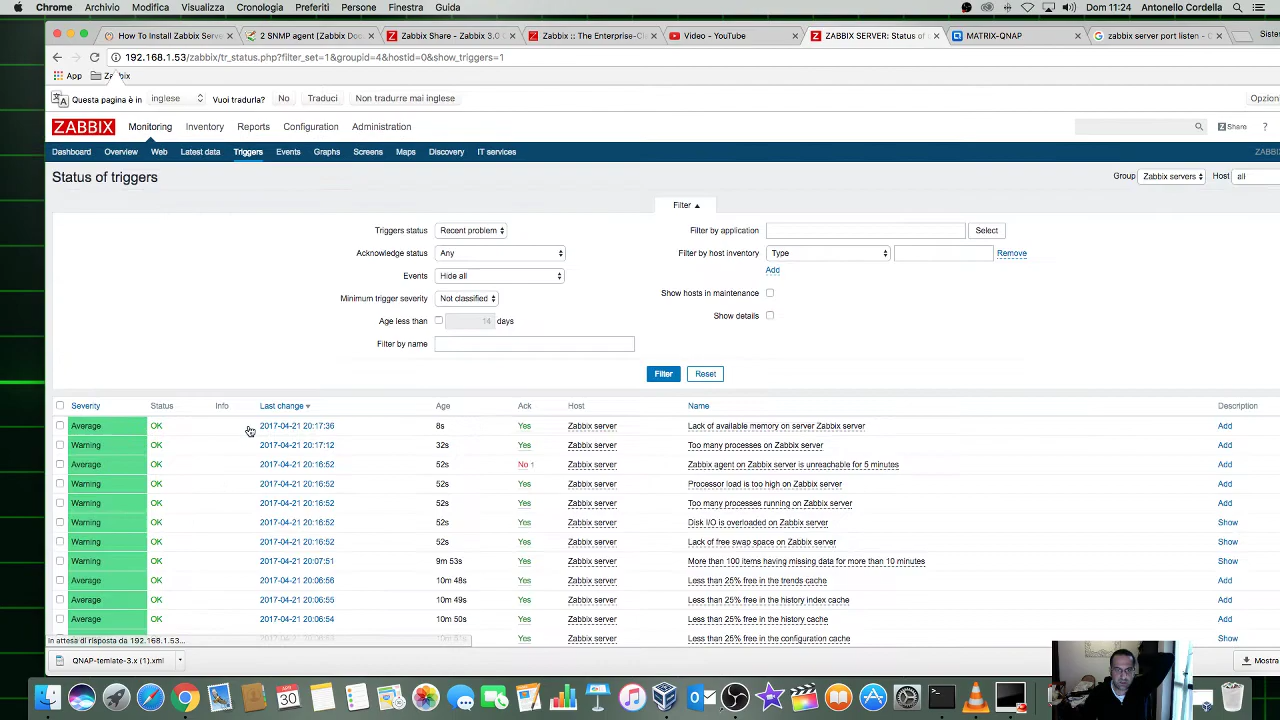 Chrome Archivio Modifica Visualizza Cronologia Preferiti Persone Finestra Guida Dom 11:24 Antonello Cordella
How To Install Zabbix Serve × 2 SNMP agent [Zabbix Doc × Zabbix Share - Zabbix 3.0 × Zabbix :: The Enterprise-Cl × Video - YouTube × ZABBIX SERVER: Status of × MATRIX-QNAP × zabbix server port listen - × Siste
192.168.1.53/zabbix/tr_status.php?filter_set=1&groupid=4&hostid=0&show_triggers=1
App Zabbix
Questa pagina è in inglese Vuoi tradurla? No Traduci Non tradurre mai inglese Opzioni
ZABBIX Monitoring Inventory Reports Configuration Administration Share ?
Dashboard Overview Web Latest data Triggers Events Graphs Screens Maps Discovery IT services ZABBI
Status of triggers Group Zabbix servers Host all
Filter ▲
Triggers status Recent problem Filter by application Select
Acknowledge status Any Filter by host inventory Type Remove
Events Hide all Add
Minimum trigger severity Not classified Show hosts in maintenance
Age less than 14 days Show details
Filter by name
Filter Reset
Severity Status Info Last change ▼ Age Ack Host Name Description
Average OK 2017-04-21 20:17:36 8s Yes Zabbix server Lack of available memory on server Zabbix server Add
Warning OK 2017-04-21 20:17:12 32s Yes Zabbix server Too many processes on Zabbix server Add
Average OK 2017-04-21 20:16:52 52s No 1 Zabbix server Zabbix agent on Zabbix server is unreachable for 5 minutes Add
Warning OK 2017-04-21 20:16:52 52s Yes Zabbix server Processor load is too high on Zabbix server Add
Warning OK 2017-04-21 20:16:52 52s Yes Zabbix server Too many processes running on Zabbix server Add
Warning OK 2017-04-21 20:16:52 52s Yes Zabbix server Disk I/O is overloaded on Zabbix server Show
Warning OK 2017-04-21 20:16:52 52s Yes Zabbix server Lack of free swap space on Zabbix server Show
Warning OK 2017-04-21 20:07:51 9m 53s Yes Zabbix server More than 100 items having missing data for more than 10 minutes Show
Average OK 2017-04-21 20:06:56 10m 48s Yes Zabbix server Less than 25% free in the trends cache Add
Average OK 2017-04-21 20:06:55 10m 49s Yes Zabbix server Less than 25% free in the history index cache Add
Average OK 2017-04-21 20:06:54 10m 50s Yes Zabbix server Less than 25% free in the history cache Add
Yes Zabbix server Less than 25% free in the configuration cache Show
In attesa di risposta da 192.168.1.53...
QNAP-temlate-3.x (1).xml Mostra
30